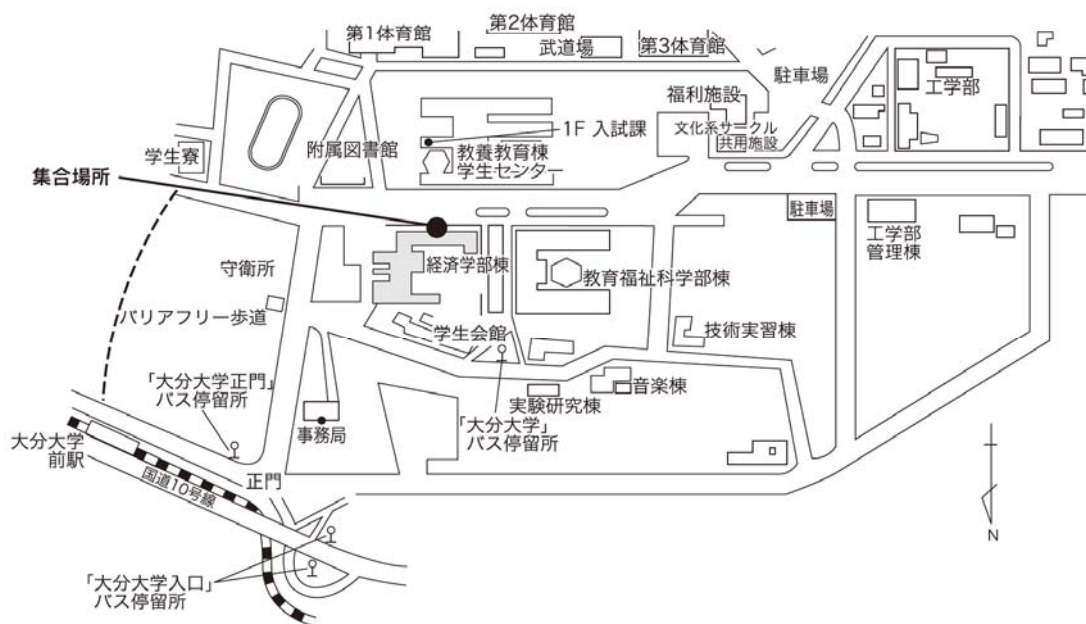 第1体育館
第2体育館
武道場
第3体育館
駐車場
工学部
福利施設
文化系サークル
共用施設
1F 入試課
附属図書館
教養教育棟
学生センター
学生寮
集合場所
駐車場
工学部
管理棟
守衛所
経済学部棟
教育福祉科学部棟
バリアフリー歩道
学生会館
技術実習棟
「大分大学正門」
バス停留所
音楽棟
実験研究棟
「大分大学」
バス停留所
事務局
大分大学
前駅
正門
国道10号線
N
「大分大学入口」
バス停留所